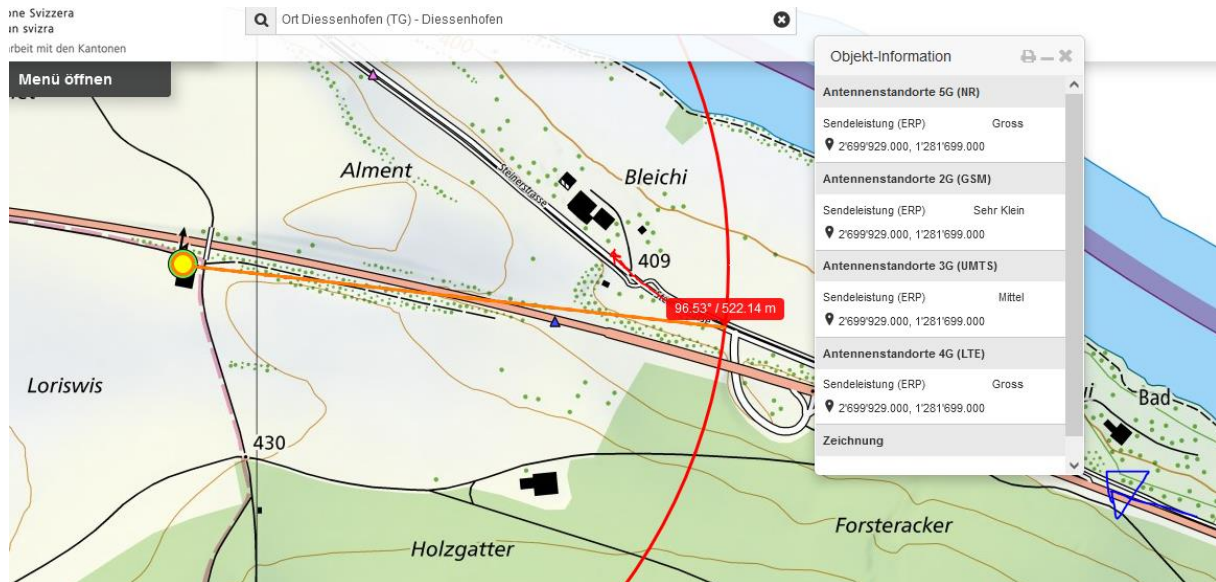 ne Svizzera
n svizra
arbeit mit den Kantonen
Menü öffnen
Ort Diessenhofen (TG) - Diessenhofen
Objekt-Information
Antennenstandorte 5G (NR)
Sendeleistung (ERP) Gross
2'699'929.000, 1'281'699.000
Antennenstandorte 2G (GSM)
Sendeleistung (ERP) Sehr Klein
2'699'929.000, 1'281'699.000
Antennenstandorte 3G (UMTS)
Sendeleistung (ERP) Mittel
2'699'929.000, 1'281'699.000
Antennenstandorte 4G (LTE)
Sendeleistung (ERP) Gross
2'699'929.000, 1'281'699.000
Zeichnung
400
Alment
Bleichi
Steinerstrasse
409
96.53° / 522.14 m
Loriswis
Bad
430
Forsteracker
Holzgatter